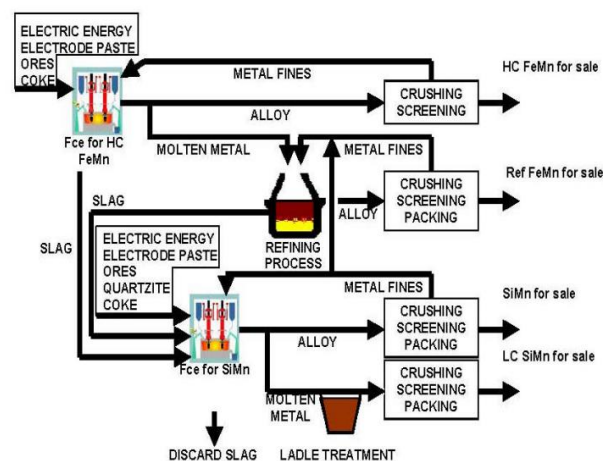 ELECTRIC ENERGY
ELECTRODE PASTE
ORES
COKE
METAL FINES
HC FeMn for sale
CRUSHING
SCREENING
ALLOY
Fce for HC
FeMn
MOLTEN METAL
METAL FINES
Ref FeMn for sale
CRUSHING
SCREENING
PACKING
ALLOY
SLAG
SLAG
REFINING
PROCESS
ELECTRIC ENERGY
ELECTRODE PASTE
ORES
QUARTZITE
COKE
METAL FINES
SiMn for sale
CRUSHING
SCREENING
PACKING
ALLOY
Fce for SiMn
LC SiMn for sale
CRUSHING
SCREENING
PACKING
MOLTEN
METAL
DISCARD SLAG
LADLE TREATMENT